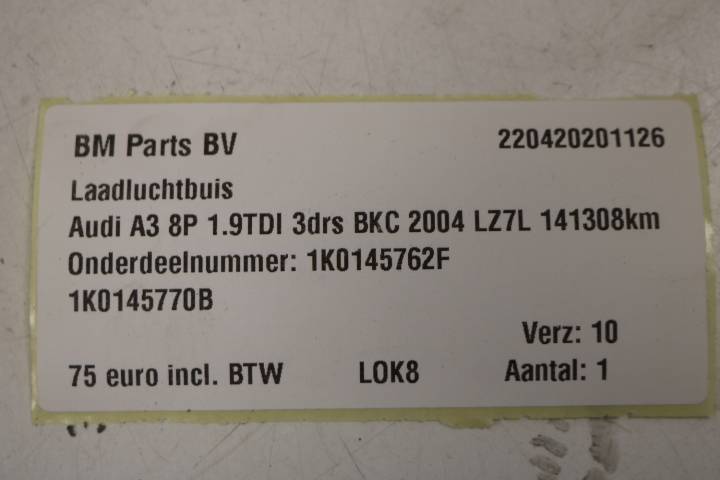 BM Parts BV 220420201126
Laadluchtbuis
Audi A3 8P 1.9TDI 3drs BKC 2004 LZ7L 141308km
Onderdeelnummer: 1K0145762F
1K0145770B
Verz: 10
75 euro incl. BTW LOK8 Aantal: 1